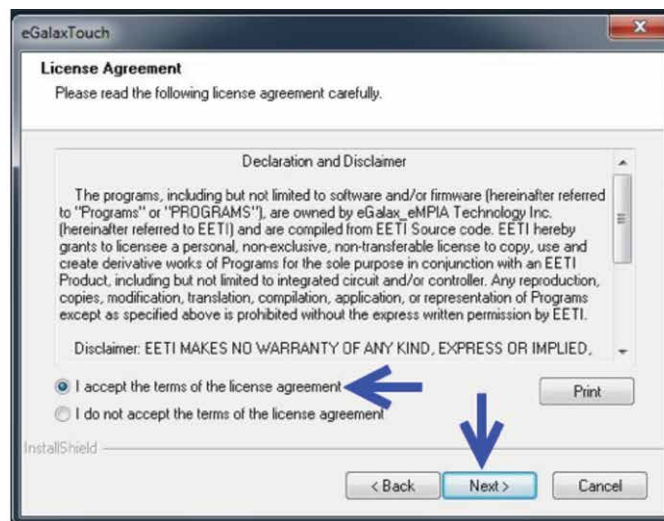 eGalaxTouch
License Agreement
Please read the following license agreement carefully.
Declaration and Disclaimer
The programs, including but not limited to software and/or firmware (hereinafter referred
to "Programs" or "PROGRAMS"), are owned by eGalax_eMPIA Technology Inc.
(hereinafter referred to EETI) and are compiled from EETI Source code. EETI hereby
grants to licensee a personal, non-exclusive, non-transferable license to copy, use and
create derivative works of Programs for the sole purpose in conjunction with an EETI
Product, including but not limited to integrated circuit and/or controller. Any reproduction,
copies, modification, translation, compilation, application, or representation of Programs
except as specified above is prohibited without the express written permission by EETI.
Disclaimer: EETI MAKES NO WARRANTY OF ANY KIND, EXPRESS OR IMPLIED,
I accept the terms of the license agreement
Print
I do not accept the terms of the license agreement
InstallShield
< Back
Next >
Cancel